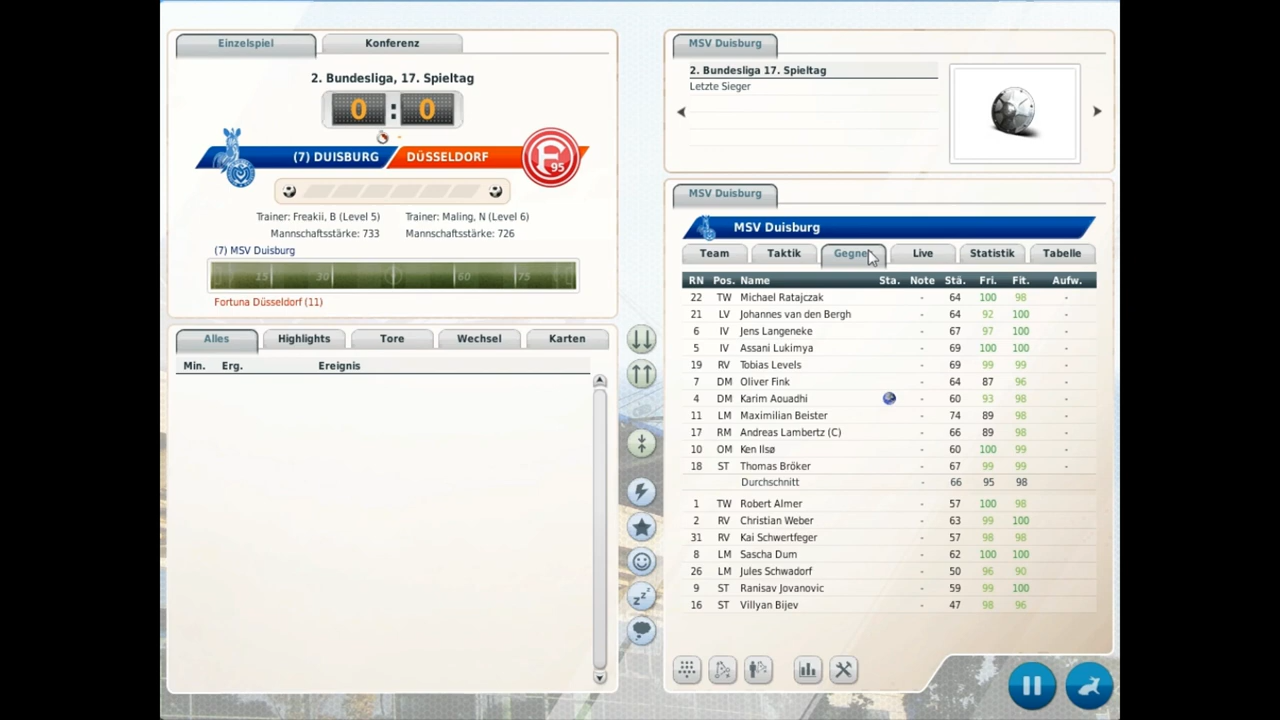 Einzelspiel Konferenz
2. Bundesliga, 17. Spieltag
0 : 0
(7) DUISBURG DÜSSELDORF
F 95
Trainer: Freakii, B (Level 5) Trainer: Maling, N (Level 6)
Mannschaftsstärke: 733 Mannschaftsstärke: 726
(7) MSV Duisburg
15 30 60 75
Fortuna Düsseldorf (11)
Alles Highlights Tore Wechsel Karten
Min. Erg. Ereignis
MSV Duisburg
2. Bundesliga 17. Spieltag
Letzte Sieger
MSV Duisburg
MSV Duisburg
Team Taktik Gegne Live Statistik Tabelle
RN Pos. Name Sta. Note Stä. Fri. Fit. Aufw.
22 TW Michael Ratajczak - 64 100 98 -
21 LV Johannes van den Bergh - 64 92 100 -
6 IV Jens Langeneke - 67 97 100 -
5 IV Assani Lukimya - 69 100 100 -
19 RV Tobias Levels - 69 99 99 -
7 DM Oliver Fink - 64 87 96 -
4 DM Karim Aouadhi - 60 93 98 -
11 LM Maximilian Beister - 74 89 98 -
17 RM Andreas Lambertz (C) - 66 89 98 -
10 OM Ken Ilsø - 60 100 99 -
18 ST Thomas Bröker - 67 99 99 -
Durchschnitt - 66 95 98
1 TW Robert Almer - 57 100 98
2 RV Christian Weber - 63 99 100
31 RV Kai Schwertfeger - 57 98 98
8 LM Sascha Dum - 62 100 100
26 LM Jules Schwadorf - 50 96 90
9 ST Ranisav Jovanovic - 59 99 100
16 ST Villyan Bijev - 47 98 96